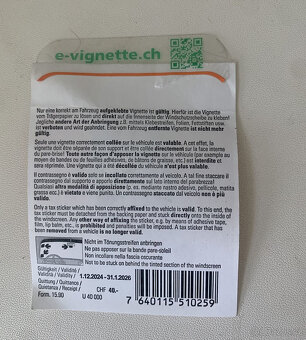 e-vignette.ch
Nur eine korrekt am Fahrzeug aufgeklebte Vignette ist gültig. Hierfür ist die Vignette
vom Trägerpapier zu lösen und direkt auf die Innenseite der Windschutzscheibe zu kleben!
Jegliche andere Art der Anbringung z.B. mittels Klebestreifen, Folien, Fettstiften usw.
ist verboten und wird geahndet. Eine vom Fahrzeug entfernte Vignette ist nicht mehr
gültig.
Seule une vignette correctement collée sur le véhicule est valable. A cet effet, la
vignette doit être séparée de son support et être collée directement sur la face interne
du pare-brise! Toute autre façon d'apposer la vignette sur le véhicule (par exemple au
moyen de bandes ou de feuilles adhésives, de bâtons de graisse, etc.) est interdite et
sera réprimée. Une vignette décollée du véhicule n'est plus valable.
Il contrassegno è valido solo se incollato correttamente al veicolo. A tal fine staccare il
contrassegno dal supporto e apporlo direttamente sul lato interno del parabrezza!
Qualsiasi altra modalità di apposizione (p. es. mediante nastro adesivo, pellicole, matita
grassa ecc.) è vietata e viene punita. Un contrassegno staccato dal veicolo non è più
valido.
Only a tax sticker which has been correctly affixed to the vehicle is valid. To this end,
the tax sticker must be detached from the backing paper and stuck directly onto the inside of
the windscreen. Any other way of affixing the sticker, e.g. by means of adhesive tape,
film, lip balm, etc., is prohibited and penalties will be imposed. A tax sticker that has
been removed from a vehicle is no longer valid.
Nicht im Tönungsstreifen anbringen
Ne pas apposer sur la bande pare-soleil
Non incollare sulla fascia oscurata
Not to be stuck behind the tinted section of the windscreen
Gültigkeit / Validité /
Validità / Validity
1.12.2024 - 31.1.2026
Quittung / Quittance /
Quietanza / Receipt
CHF 40.-
Form. 15.90
U 40 000
7 640115 510259